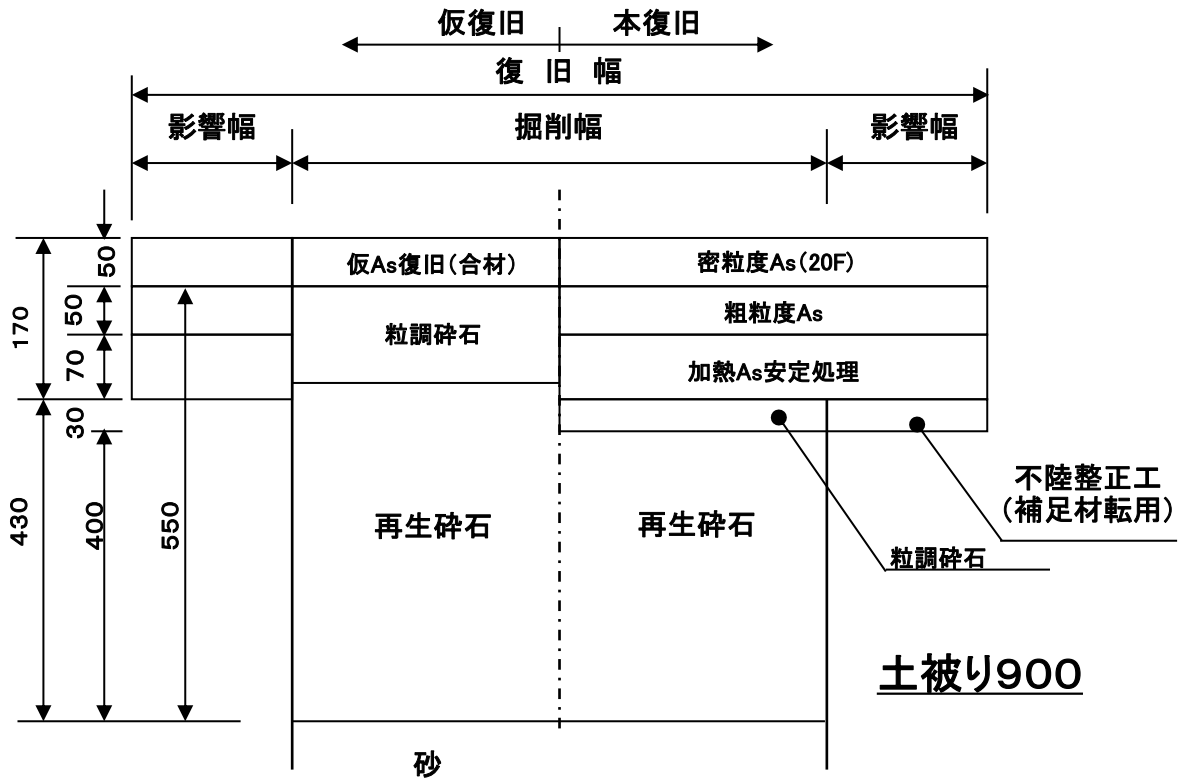 仮復旧 本復旧
復旧幅
影響幅 掘削幅 影響幅
50
50
170
70
30
430
400
550
仮As復旧(合材) 密粒度As(20F)
粒調砕石 粗粒度As
加熱As安定処理
再生砕石 再生砕石
不陸整正工
(補足材転用)
粒調砕石
土被り900
砂